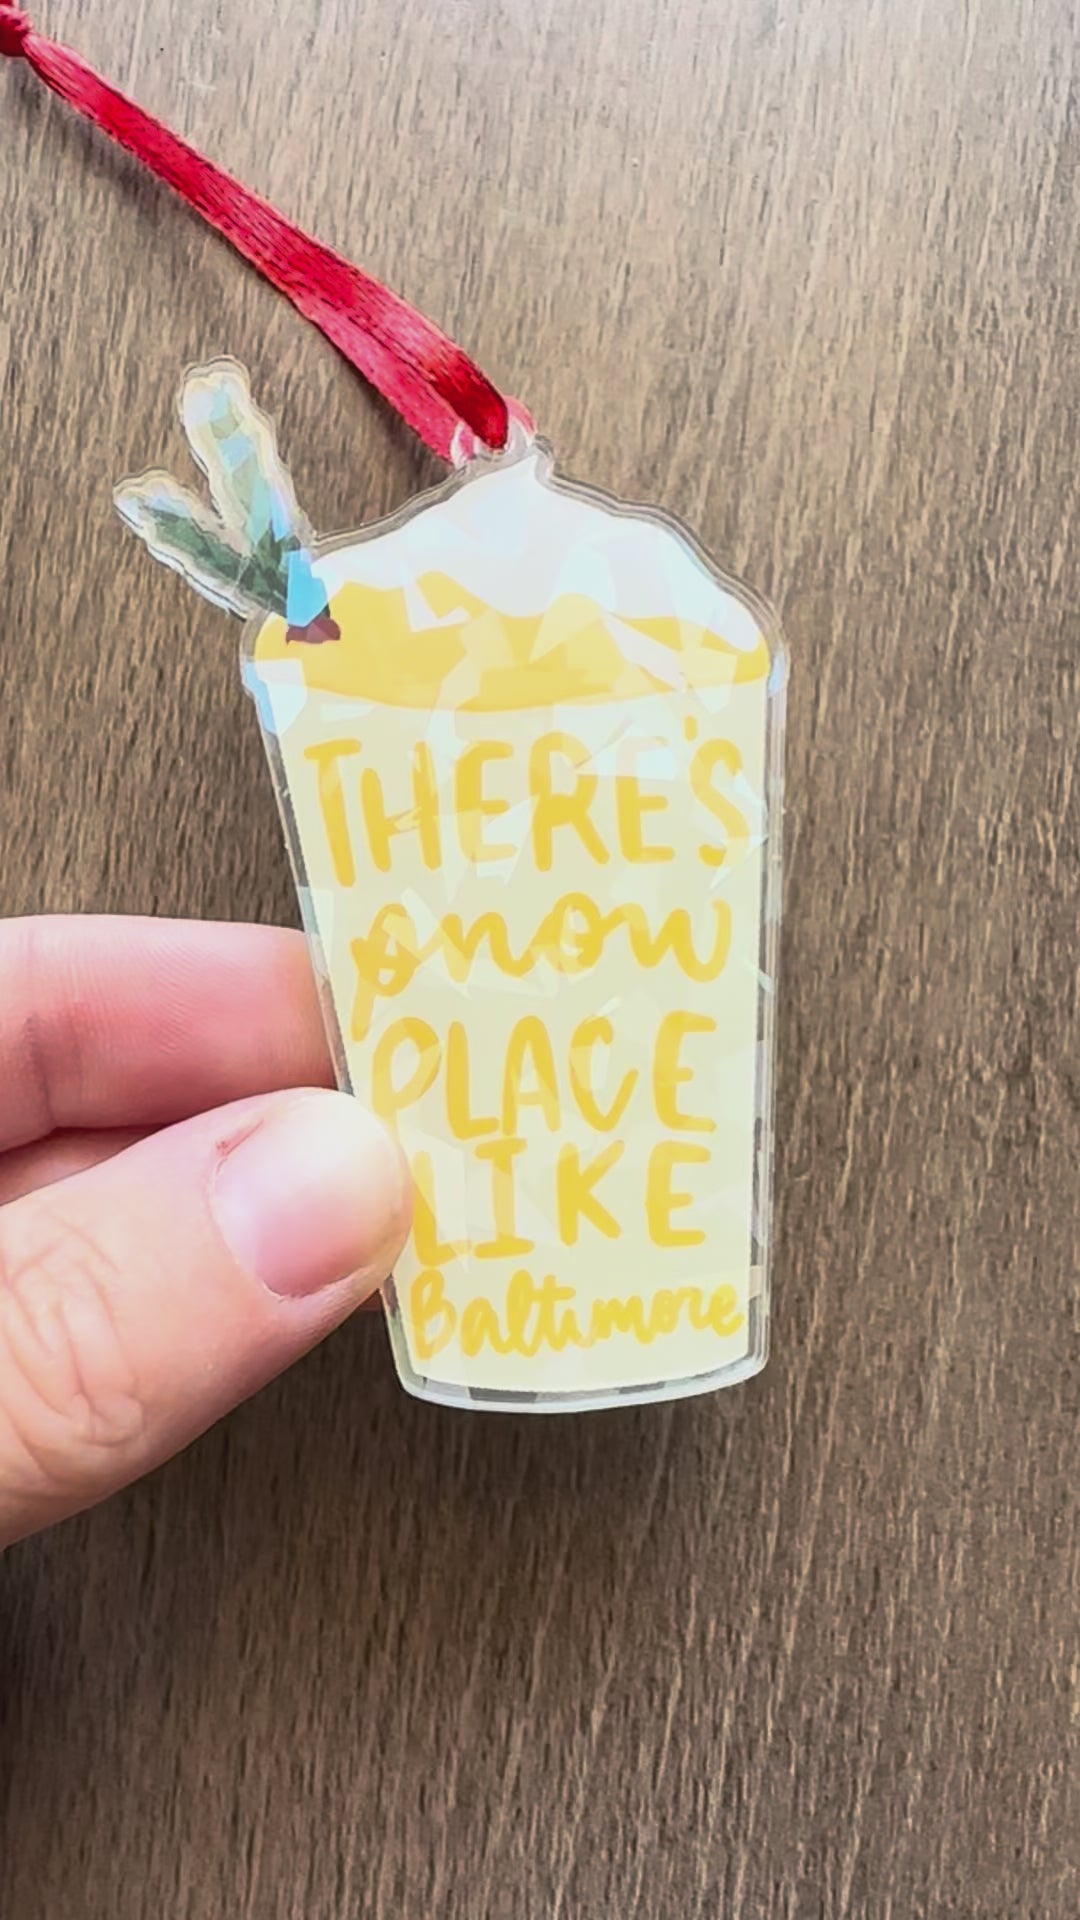 THERE'S
snow
PLACE
LIKE
Baltimore